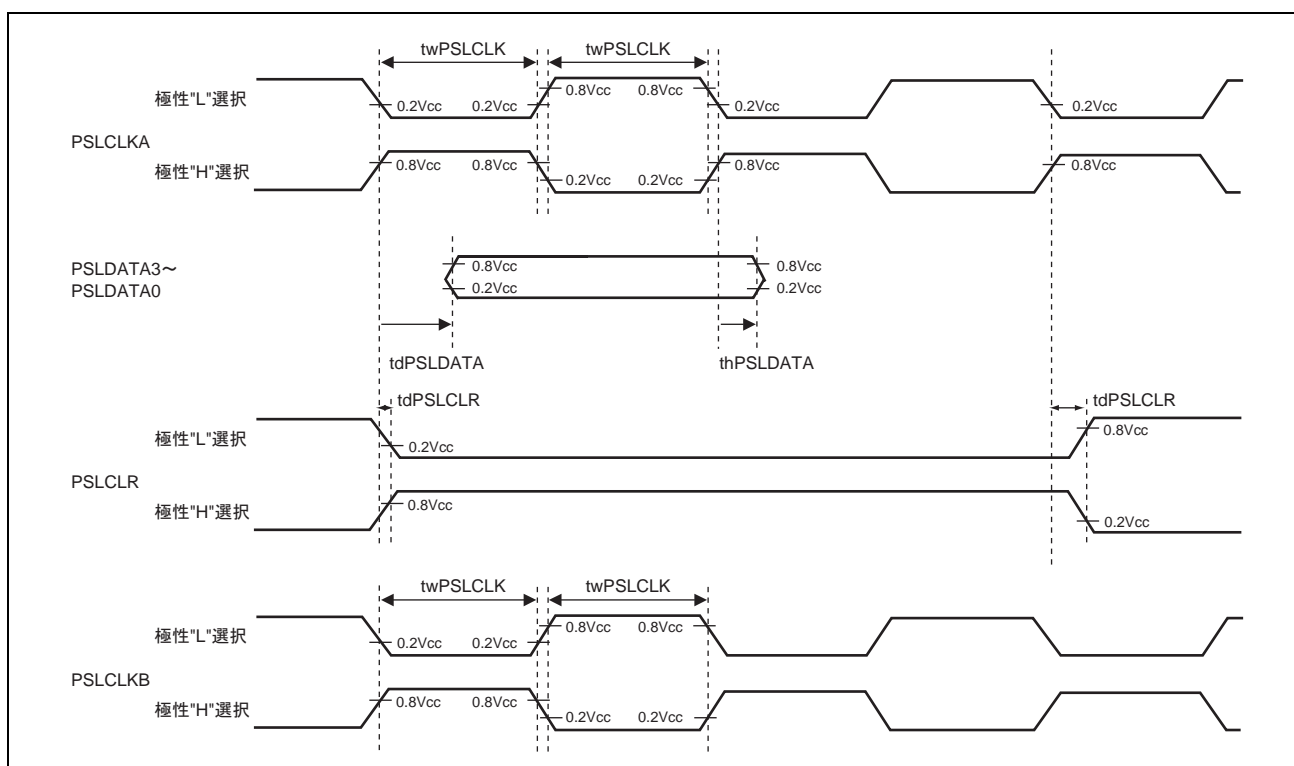 twPSLCLK twPSLCLK
極性"L"選択
0.2Vcc 0.2Vcc 0.8Vcc 0.8Vcc 0.2Vcc 0.2Vcc
PSLCLKA
極性"H"選択
0.8Vcc 0.8Vcc 0.2Vcc 0.2Vcc 0.8Vcc 0.8Vcc
PSLDATA3～
PSLDATA0
0.8Vcc 0.8Vcc
0.2Vcc 0.2Vcc
tdPSLDATA thPSLDATA
tdPSLCLR tdPSLCLR
極性"L"選択
0.2Vcc 0.8Vcc
PSLCLR
極性"H"選択
0.8Vcc 0.2Vcc
twPSLCLK twPSLCLK
極性"L"選択
0.2Vcc 0.2Vcc 0.8Vcc 0.8Vcc
PSLCLKB
極性"H"選択
0.8Vcc 0.8Vcc 0.2Vcc 0.2Vcc